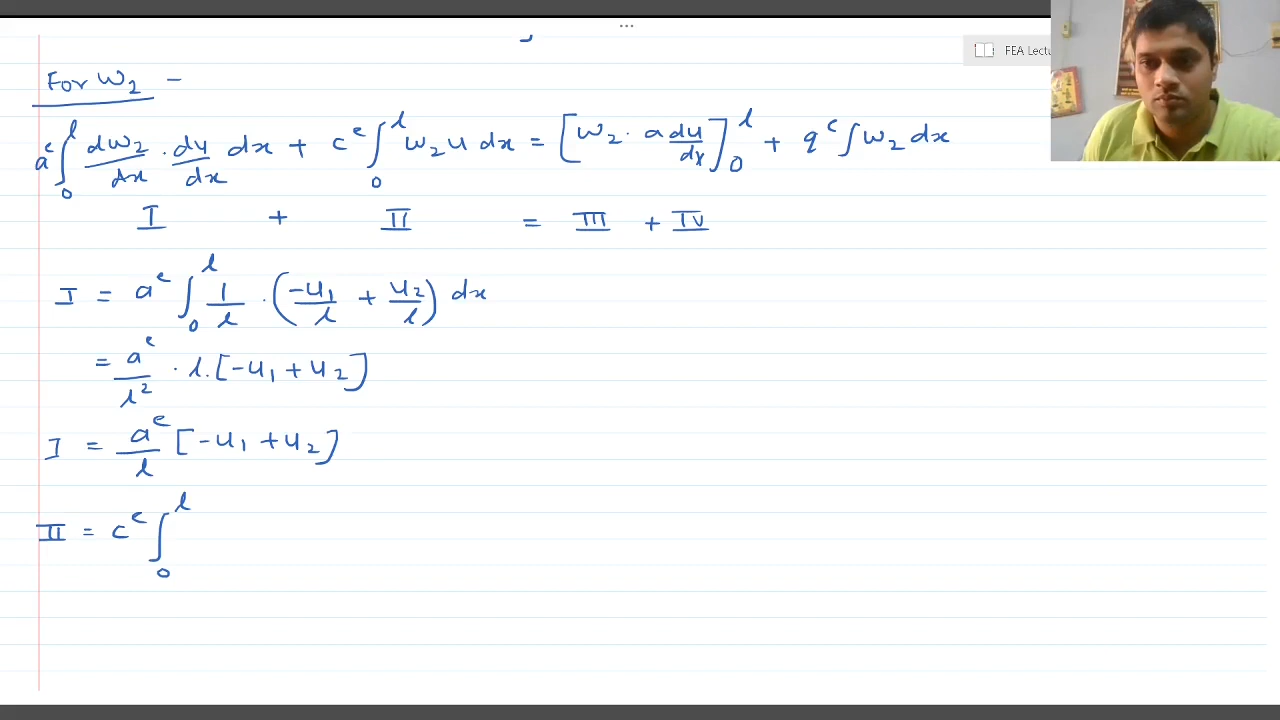 FEA Lectu
For W₂ –
aᵉ ∫₀ˡ dw₂/dx · du/dx dx + cᵉ ∫₀ˡ w₂ u dx = [w₂ · a du/dx]₀ˡ + qᵉ ∫ w₂ dx
I + II = III + IV
I = aᵉ ∫₀ˡ 1/l · (-u₁/l + u₂/l) dx
= aᵉ/l² · l · [-u₁ + u₂]
I = aᵉ/l [-u₁ + u₂]
II = cᵉ ∫₀ˡ